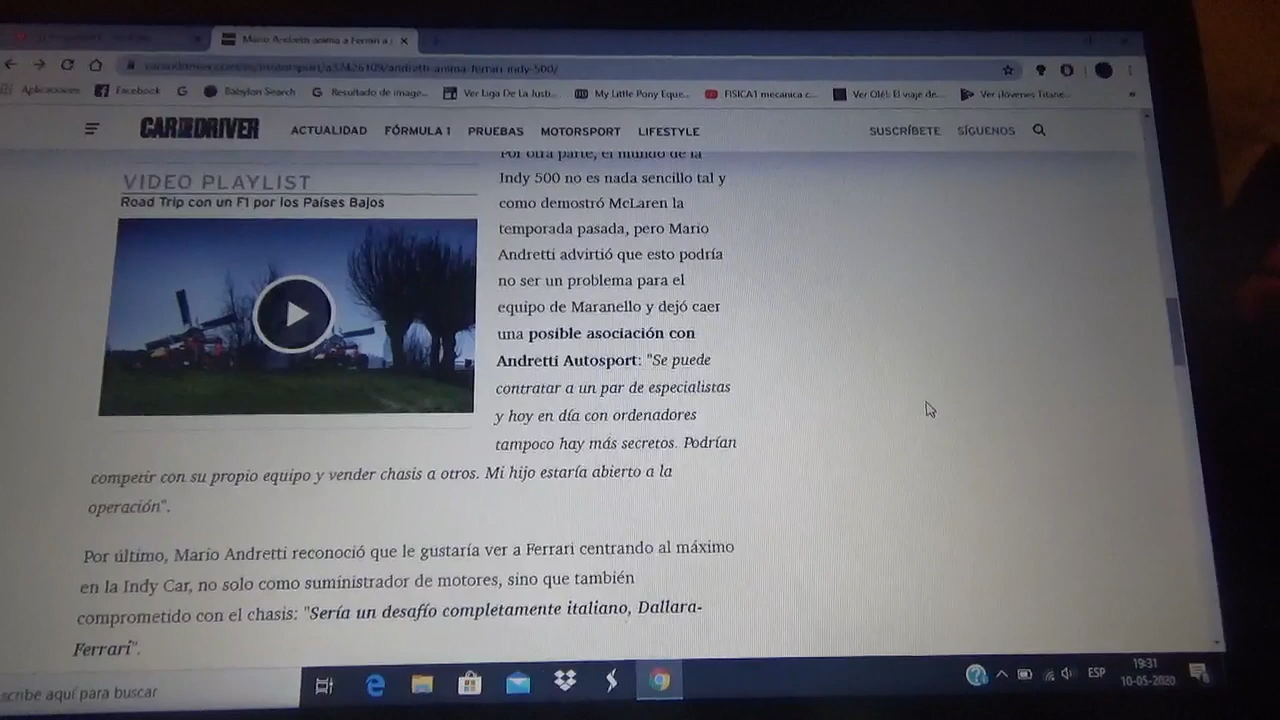 Mario Andretti anima a Ferrari a
andretti-anima-ferrari-indy-500/
Aplicaciones
Facebook
Babylon Search
Resultado de image...
Ver Liga De La Justi...
My Little Pony Eque...
FISICA1 mecanica c...
Ver Olé!: El viaje de...
Ver ¡Jóvenes Titane...
CAR AND DRIVER
ACTUALIDAD FÓRMULA 1 PRUEBAS MOTORSPORT LIFESTYLE
SUSCRÍBETE SÍGUENOS
VIDEO PLAYLIST
Road Trip con un F1 por los Países Bajos
Por otra parte, el mundo de la
Indy 500 no es nada sencillo tal y
como demostró McLaren la
temporada pasada, pero Mario
Andretti advirtió que esto podría
no ser un problema para el
equipo de Maranello y dejó caer
una posible asociación con
Andretti Autosport: "Se puede
contratar a un par de especialistas
y hoy en día con ordenadores
tampoco hay más secretos. Podrían
competir con su propio equipo y vender chasis a otros. Mi hijo estaría abierto a la
operación".
Por último, Mario Andretti reconoció que le gustaría ver a Ferrari centrando al máximo
en la Indy Car, no solo como suministrador de motores, sino que también
comprometido con el chasis: "Sería un desafío completamente italiano, Dallara-
Ferrari".
scribe aquí para buscar
ESP
19:31
10-05-2020